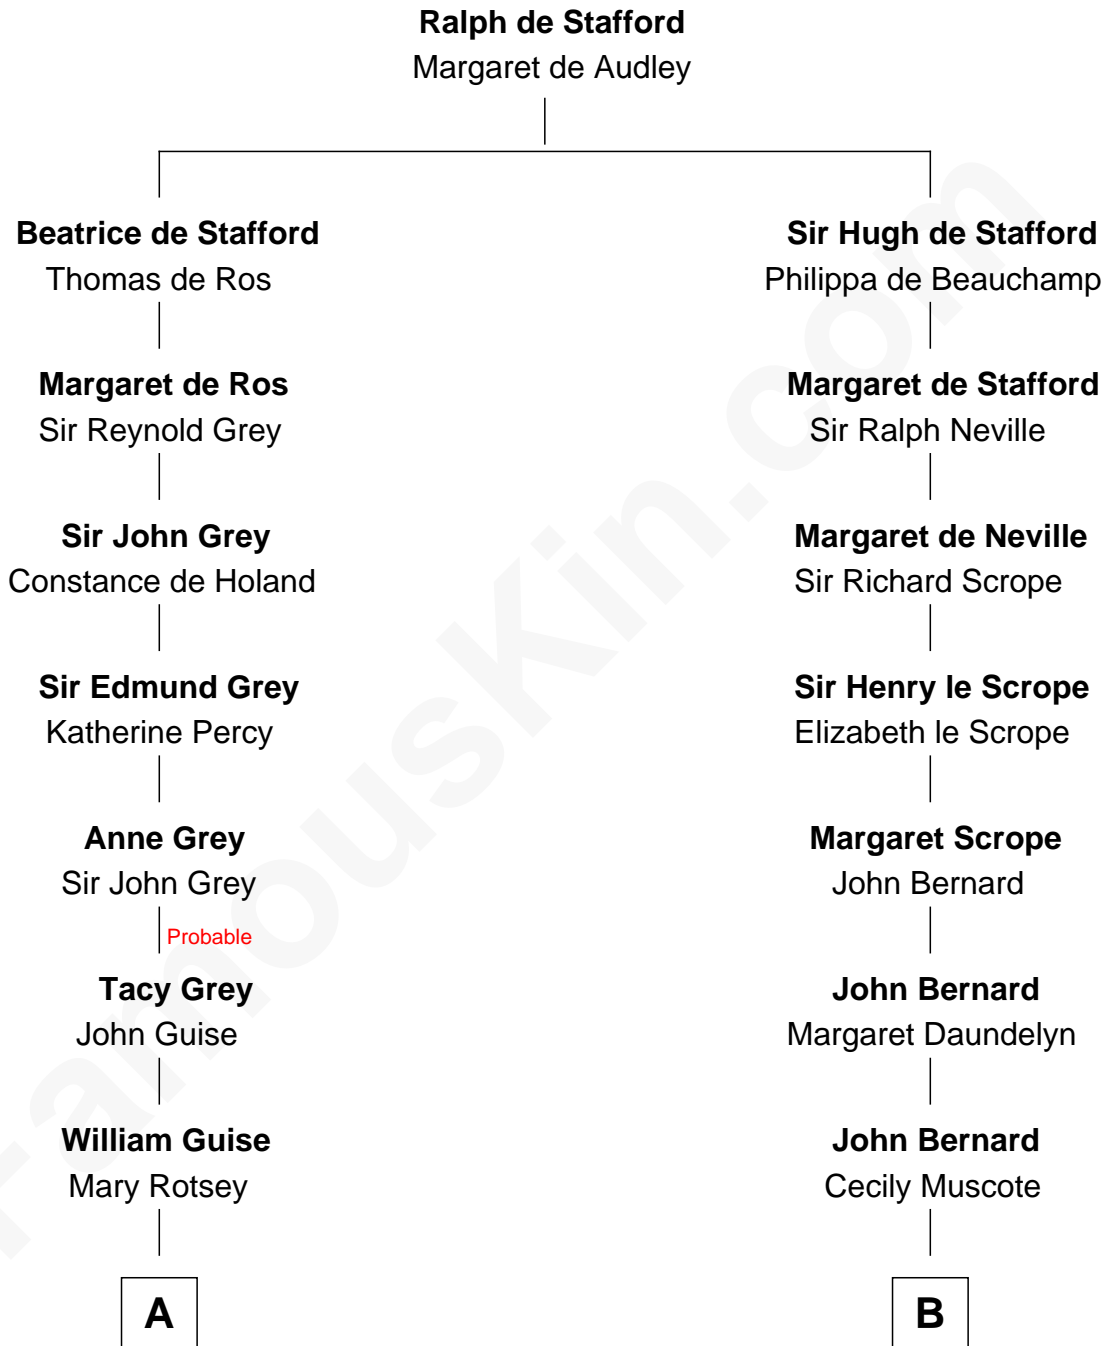 Ralph de Stafford
Margaret de Audley
Beatrice de Stafford
Thomas de Ros
Sir Hugh de Stafford
Philippa de Beauchamp
Margaret de Ros
Sir Reynold Grey
Margaret de Stafford
Sir Ralph Neville
Sir John Grey
Constance de Holand
Margaret de Neville
Sir Richard Scrope
Sir Edmund Grey
Katherine Percy
Sir Henry le Scrope
Elizabeth le Scrope
Anne Grey
Sir John Grey
Margaret Scrope
John Bernard
Probable
Tacy Grey
John Guise
John Bernard
Margaret Daundelyn
William Guise
Mary Rotsey
John Bernard
Cecily Muscote
A
B
FamousKin.com